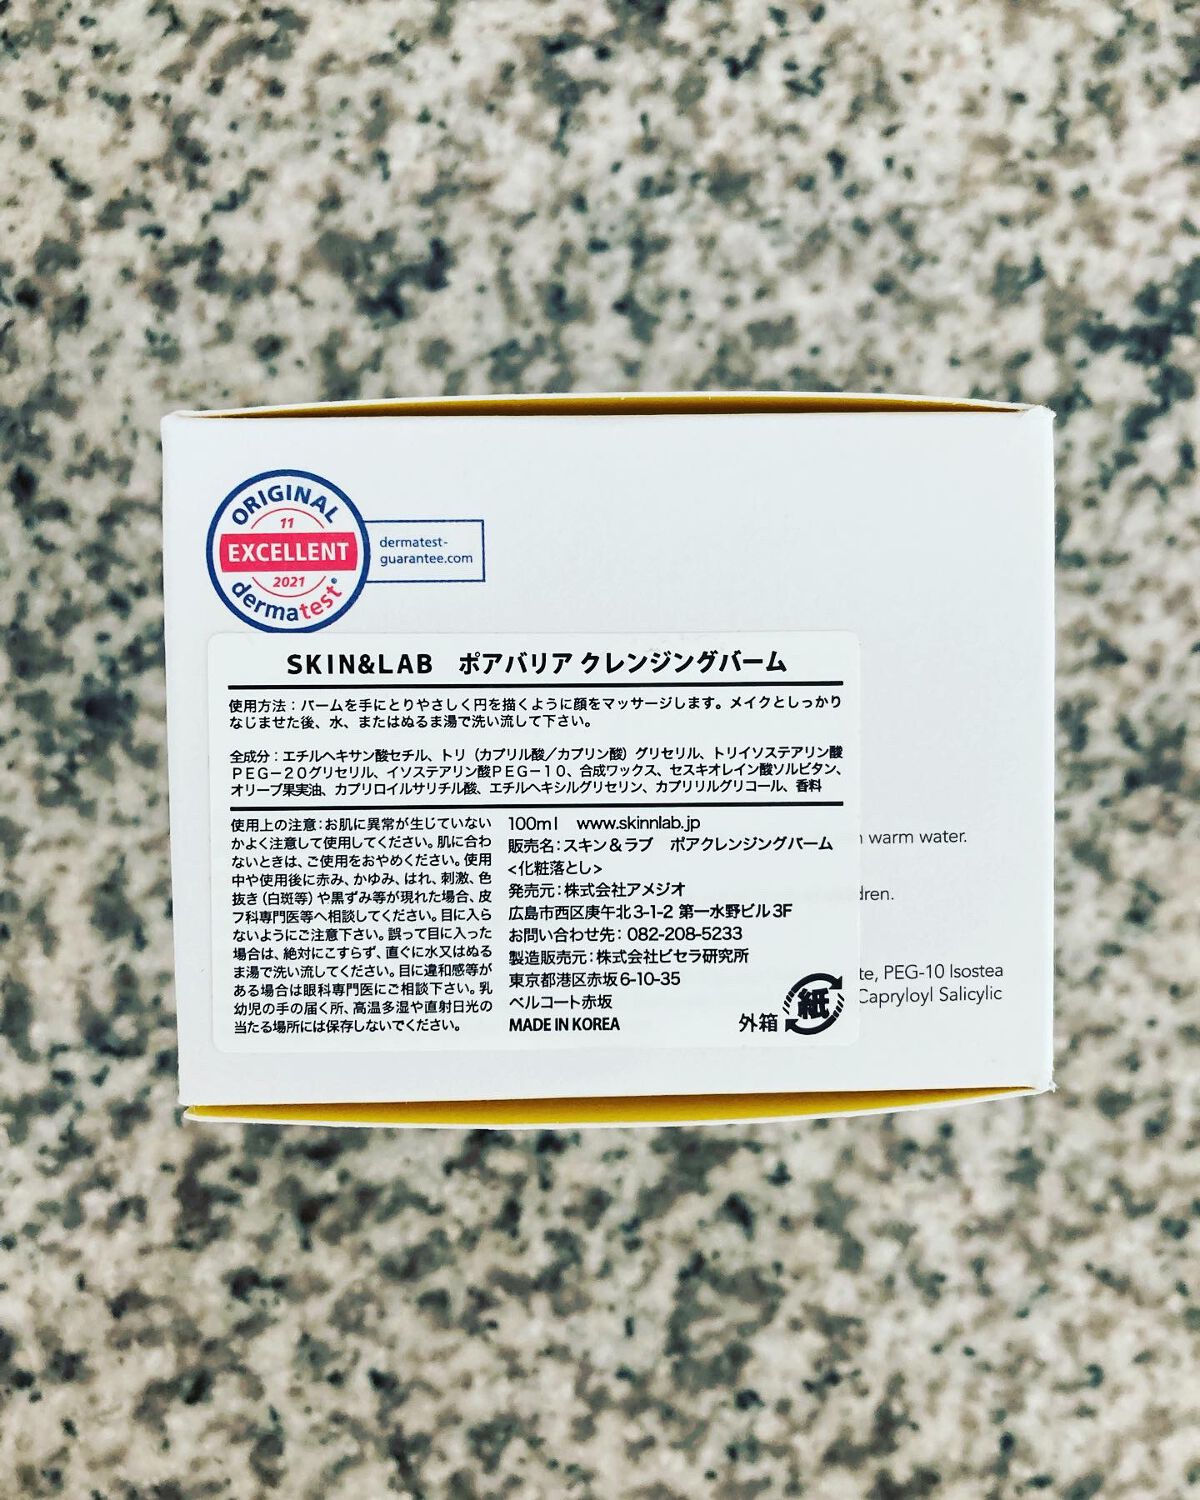 ORIGINAL
11
EXCELLENT
2021
dermatest®
dermatest-
guarantee.com
SKIN&LAB ポアバリア クレンジングバーム
使用方法：バームを手にとりやさしく円を描くように顔をマッサージします。メイクとしっかり
なじませた後、水、またはぬるま湯で洗い流して下さい。
全成分：エチルヘキサン酸セチル、トリ（カプリル酸／カプリン酸）グリセリル、トリイソステアリン酸
ＰＥＧ－２０グリセリル、イソステアリン酸ＰＥＧ－１０、合成ワックス、セスキオレイン酸ソルビタン、
オリーブ果実油、カプリロイルサリチル酸、エチルヘキシルグリセリン、カプリリルグリコール、香料
使用上の注意：お肌に異常が生じていない
かよく注意して使用してください。肌に合わ
ないときは、ご使用をおやめください。使用
中や使用後に赤み、かゆみ、はれ、刺激、色
抜き（白斑等）や黒ずみ等が現れた場合、皮
フ科専門医等へ相談してください。目に入ら
ないようにご注意下さい。誤って目に入った
場合は、絶対にこすらず、直ぐに水又はぬる
ま湯で洗い流してください。目に違和感等が
ある場合は眼科専門医にご相談下さい。乳
幼児の手の届く所、高温多湿や直射日光の
当たる場所には保存しないでください。
100ml www.skinnlab.jp
販売名：スキン＆ラブ ポアクレンジングバーム
<化粧落とし>
発売元：株式会社アメジオ
広島市西区庚午北3-1-2 第一水野ビル3F
お問い合わせ先：082-208-5233
製造販売元：株式会社ピセラ研究所
東京都港区赤坂6-10-35
ベルコート赤坂
MADE IN KOREA
外箱 紙
warm water.
dren.
te, PEG-10 Isostea
Capryloyl Salicylic